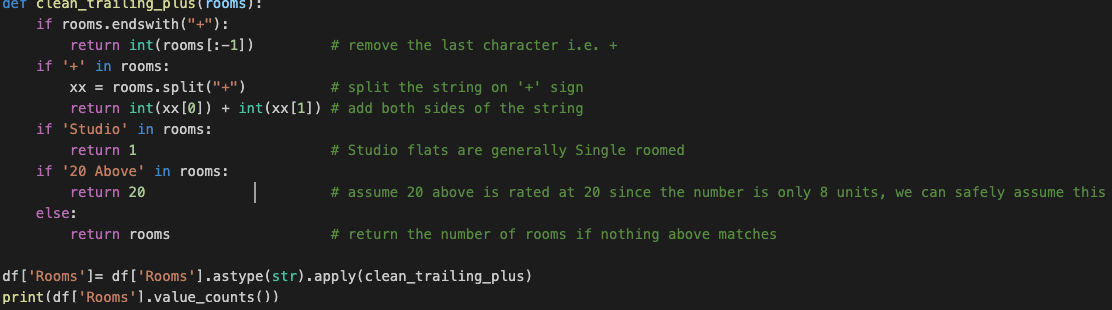 def clean_trailing_plus(rooms):
    if rooms.endswith("+"):
        return int(rooms[:-1])         # remove the last character i.e. +
    if '+' in rooms:
        xx = rooms.split("+")          # split the string on '+' sign
        return int(xx[0]) + int(xx[1]) # add both sides of the string
    if 'Studio' in rooms:
        return 1                       # Studio flats are generally Single roomed
    if '20 Above' in rooms:
        return 20                      # assume 20 above is rated at 20 since the number is only 8 units, we can safely assume this
    else:
        return rooms                   # return the number of rooms if nothing above matches

df['Rooms']= df['Rooms'].astype(str).apply(clean_trailing_plus)
print(df['Rooms'].value_counts())